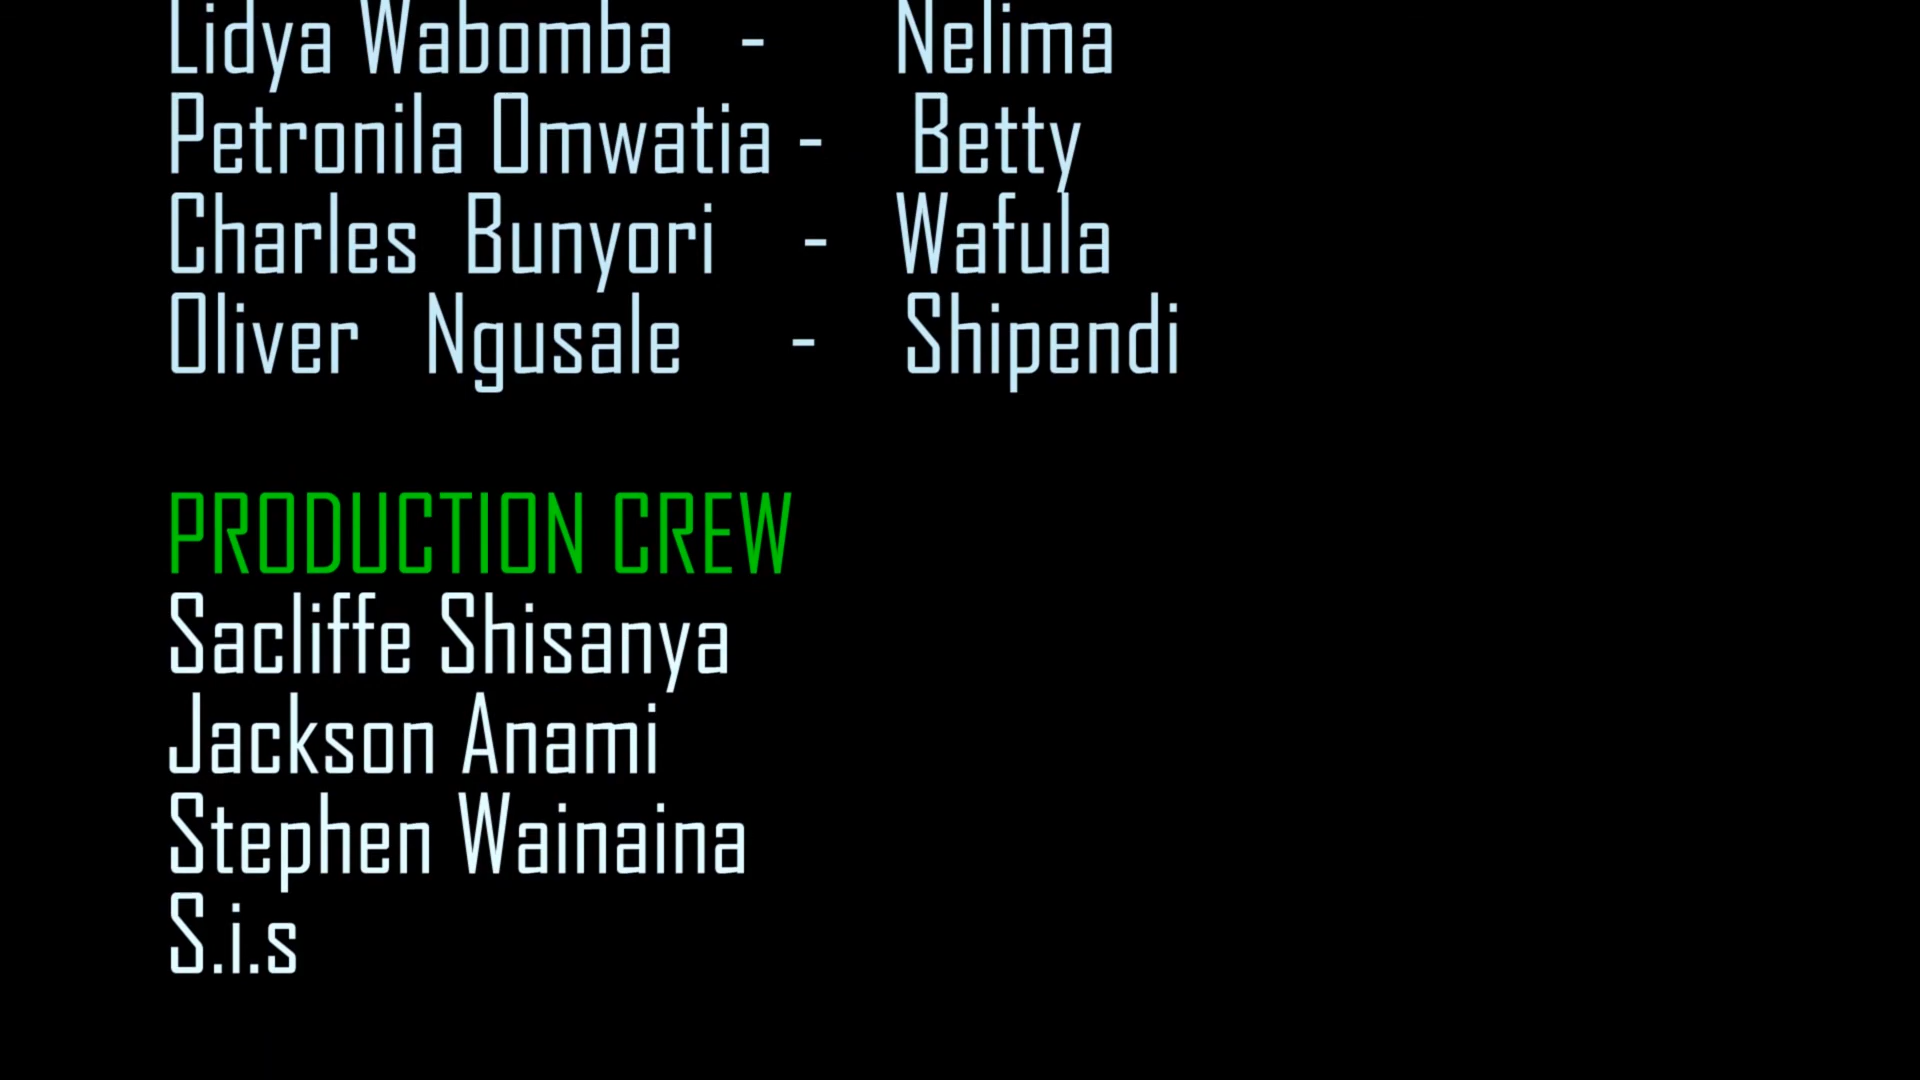 Lidya Wabomba - Nelima
Petronila Omwatia - Betty
Charles Bunyori - Wafula
Oliver Ngusale - Shipendi
PRODUCTION CREW
Sacliffe Shisanya
Jackson Anami
Stephen Wainaina
S.i.s